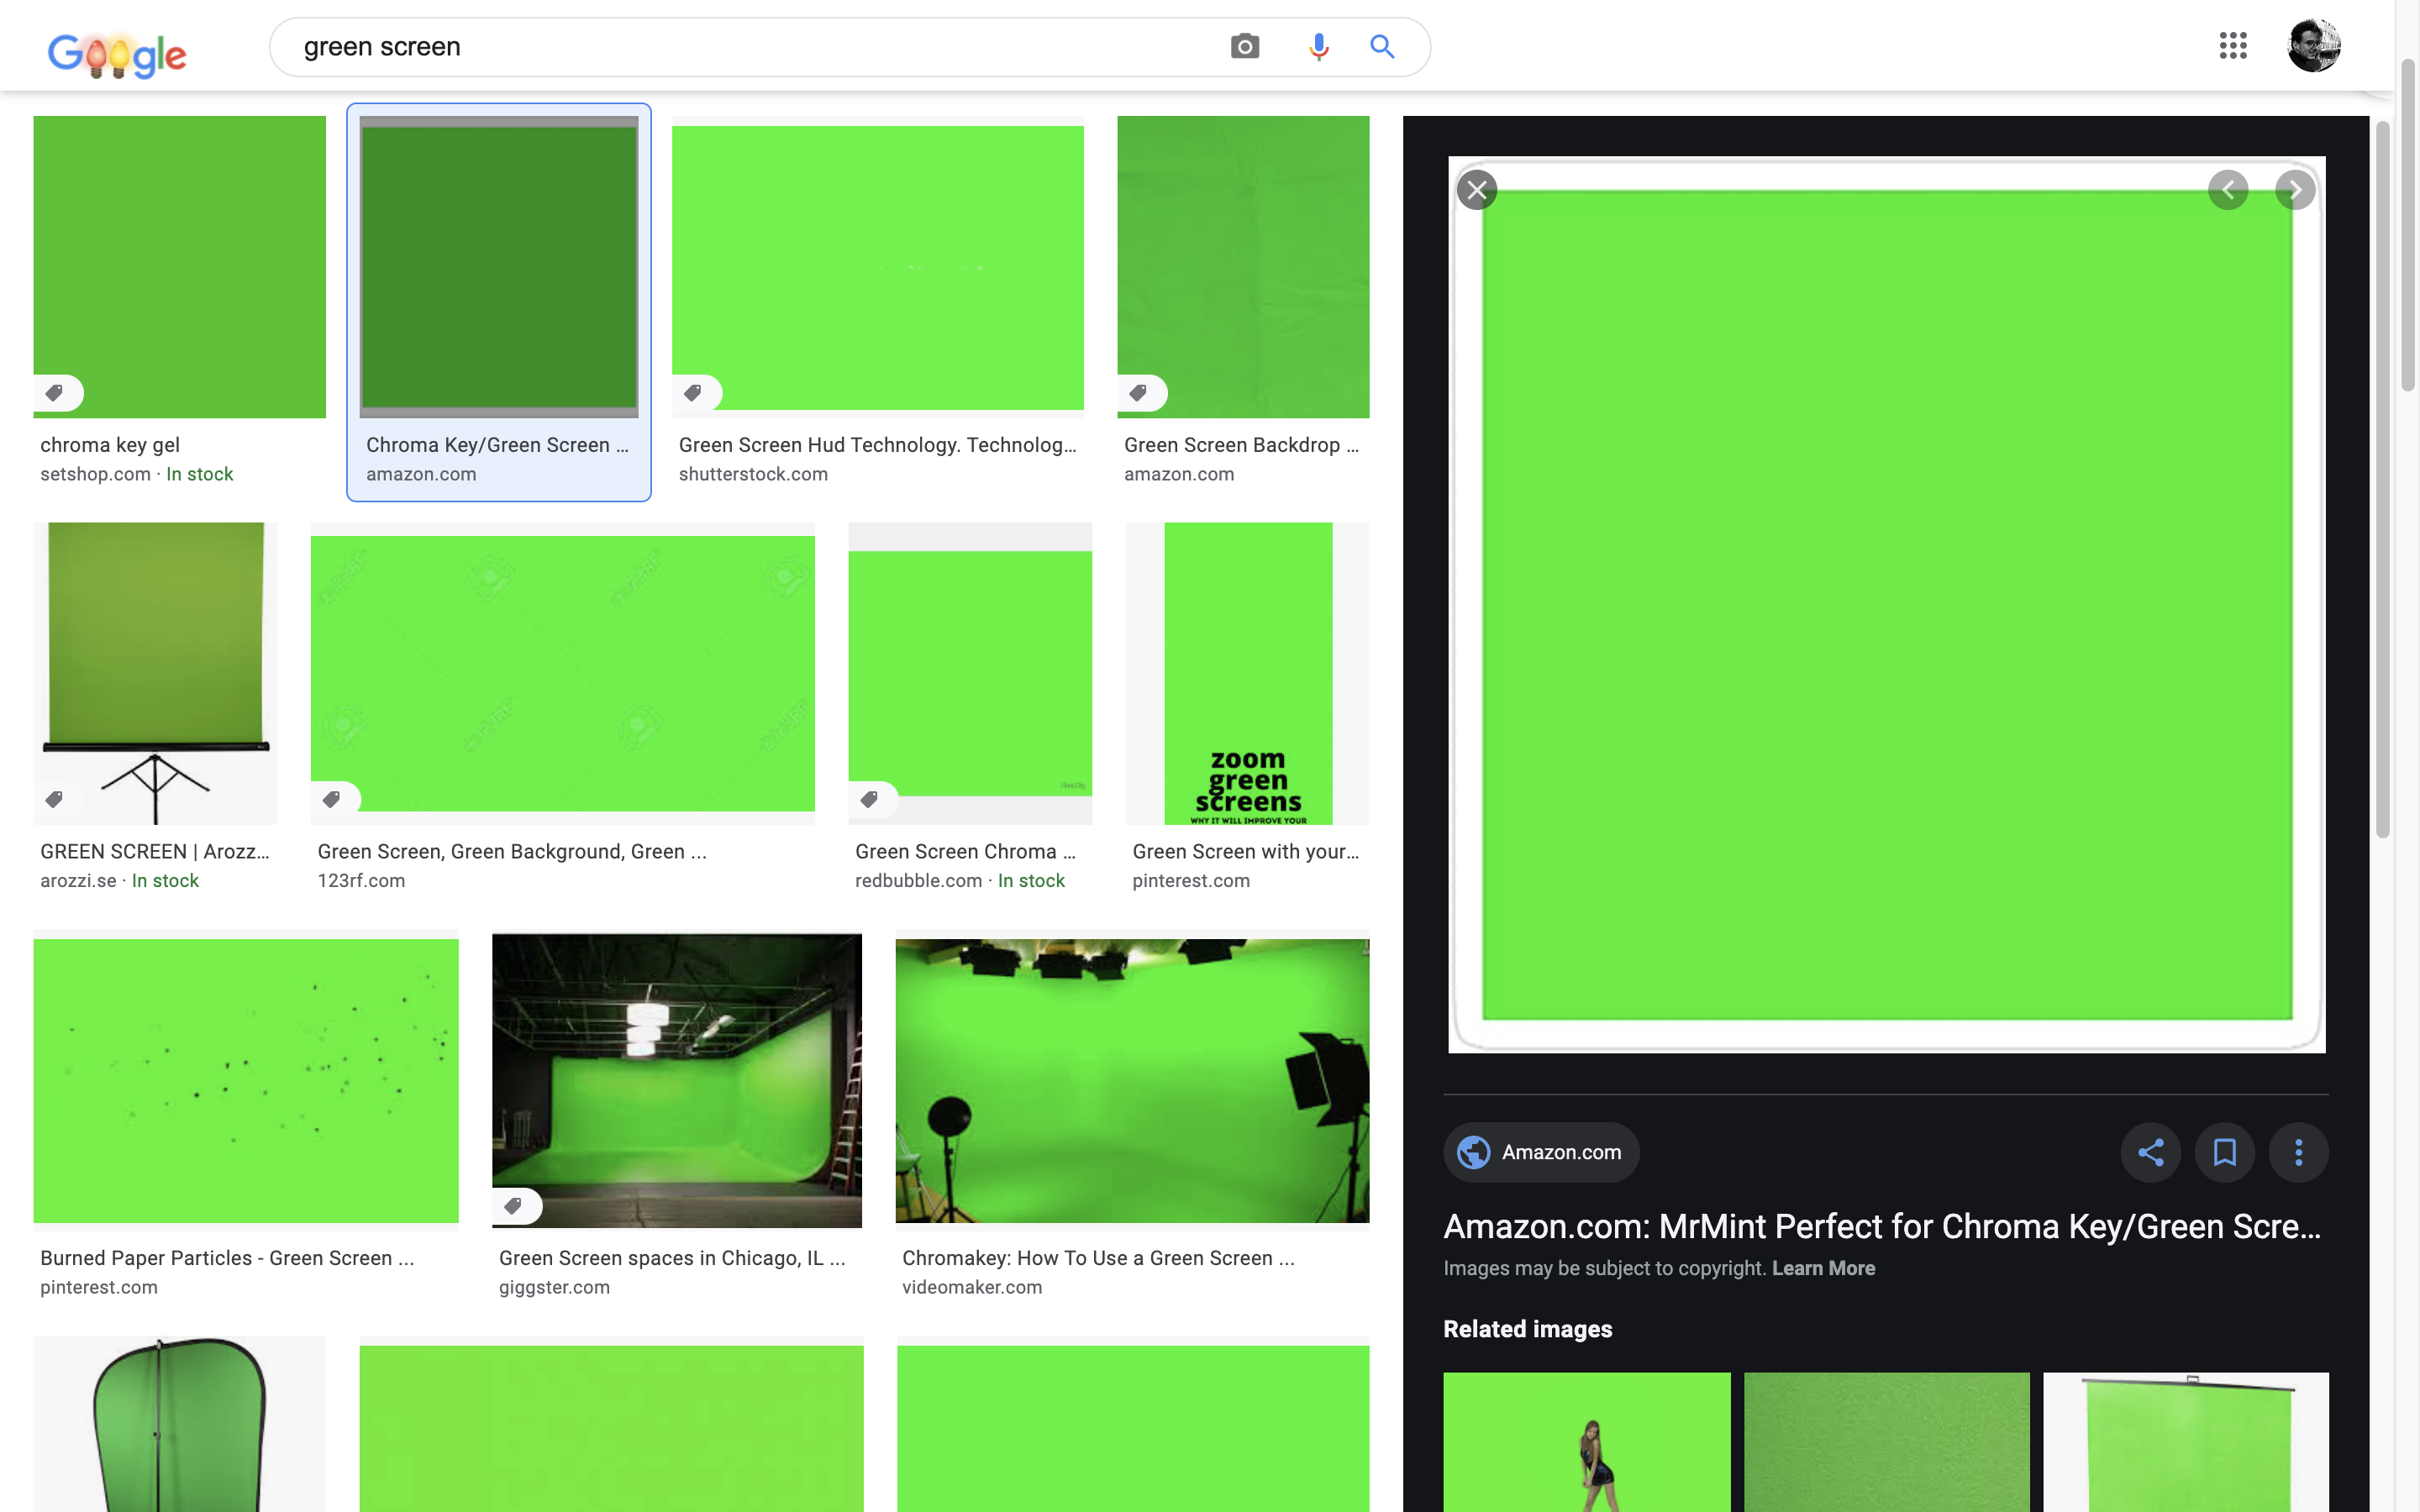 Google
green screen
chroma key gel
setshop.com · In stock
Chroma Key/Green Screen ...
amazon.com
Green Screen Hud Technology. Technolog...
shutterstock.com
Green Screen Backdrop ...
amazon.com
zoom
green
screens
WHY IT WILL IMPROVE YOUR
GREEN SCREEN | Arozz...
arozzi.se · In stock
Green Screen, Green Background, Green ...
123rf.com
Green Screen Chroma ...
redbubble.com · In stock
Green Screen with your...
pinterest.com
Burned Paper Particles - Green Screen ...
pinterest.com
Green Screen spaces in Chicago, IL ...
giggster.com
Chromakey: How To Use a Green Screen ...
videomaker.com
Amazon.com
Amazon.com: MrMint Perfect for Chroma Key/Green Scre...
Images may be subject to copyright. Learn More
Related images